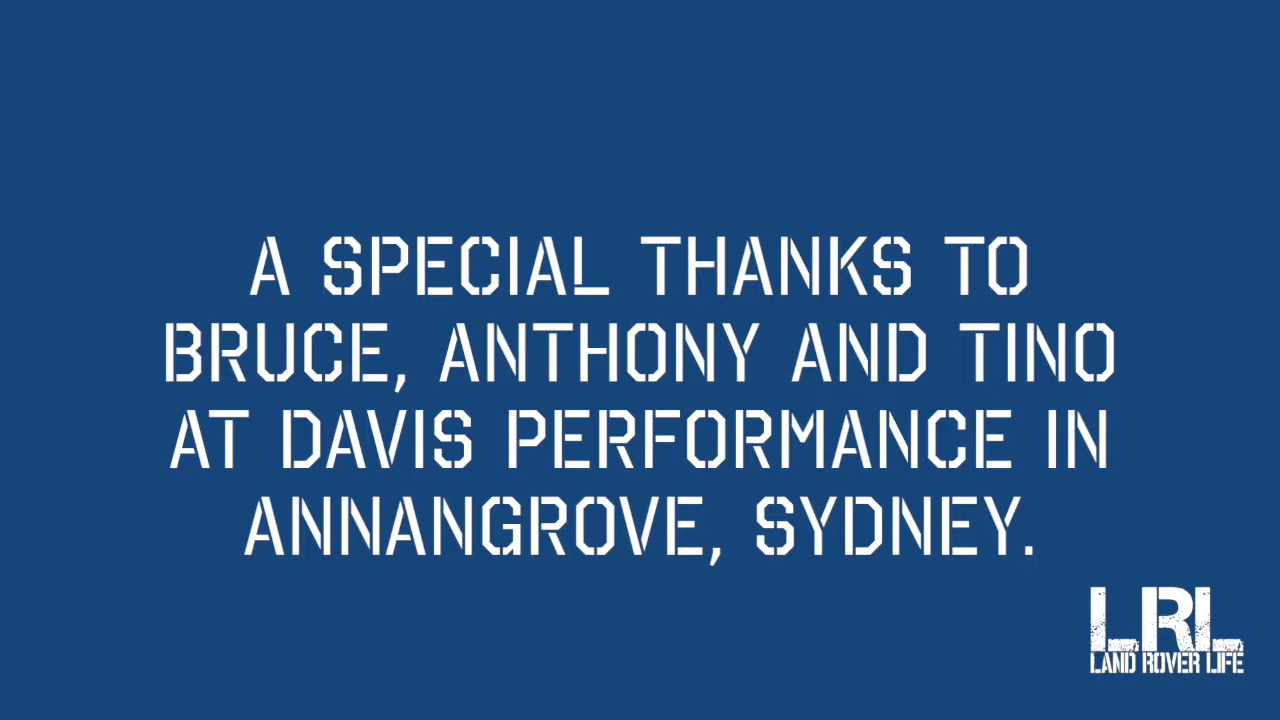 A SPECIAL THANKS TO
BRUCE, ANTHONY AND TINO
AT DAVIS PERFORMANCE IN
ANNANGROVE, SYDNEY.
LRL
LAND ROVER LIFE